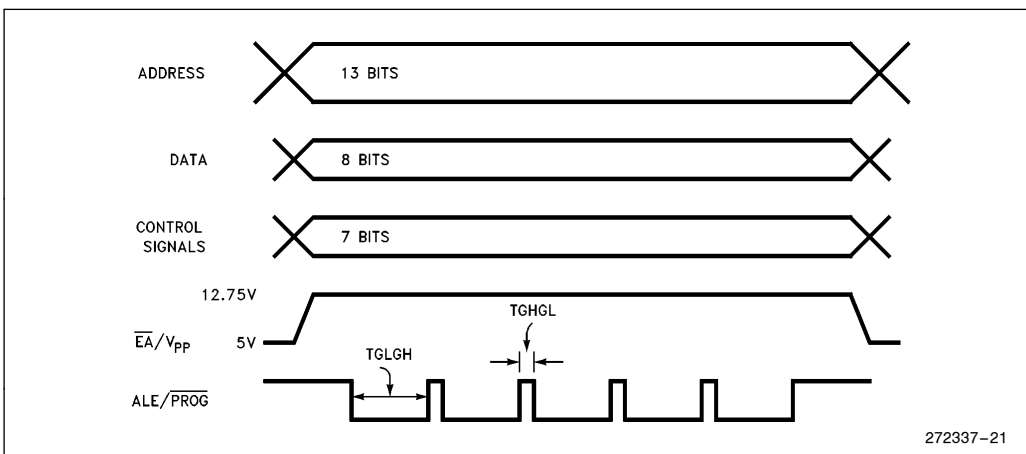 ADDRESS
13 BITS
DATA
8 BITS
CONTROL
SIGNALS
7 BITS
12.75V
TGHGL
EA/VPP
5V
TGLGH
ALE/PROG
272337-21